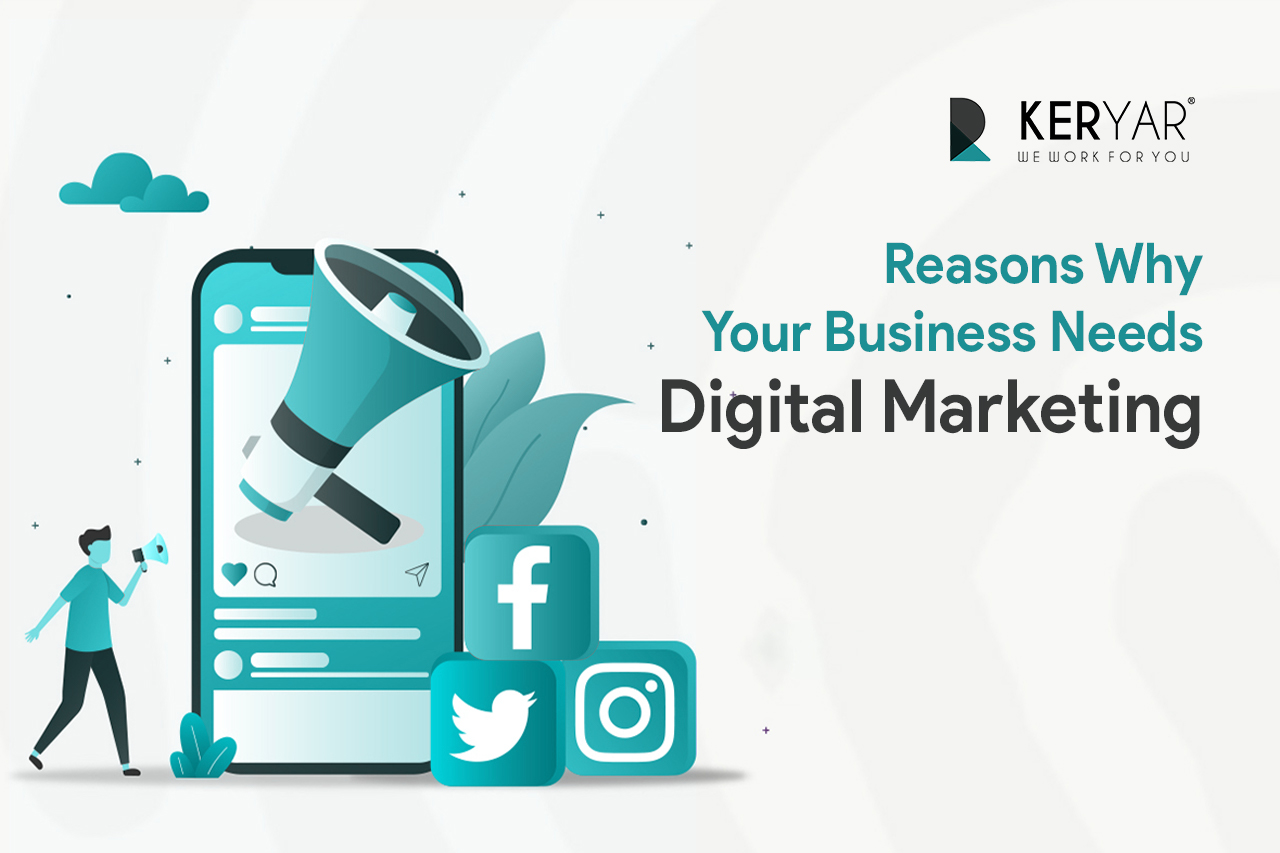 KERYAR®
WE WORK FOR YOU
Reasons Why
Your Business Needs
Digital Marketing